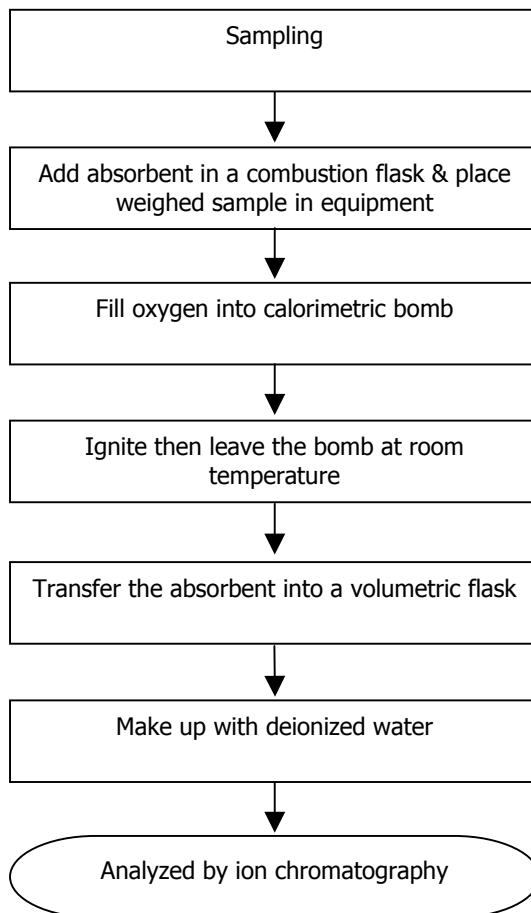 Sampling
Add absorbent in a combustion flask & place
weighed sample in equipment
Fill oxygen into calorimetric bomb
Ignite then leave the bomb at room
temperature
Transfer the absorbent into a volumetric flask
Make up with deionized water
Analyzed by ion chromatography